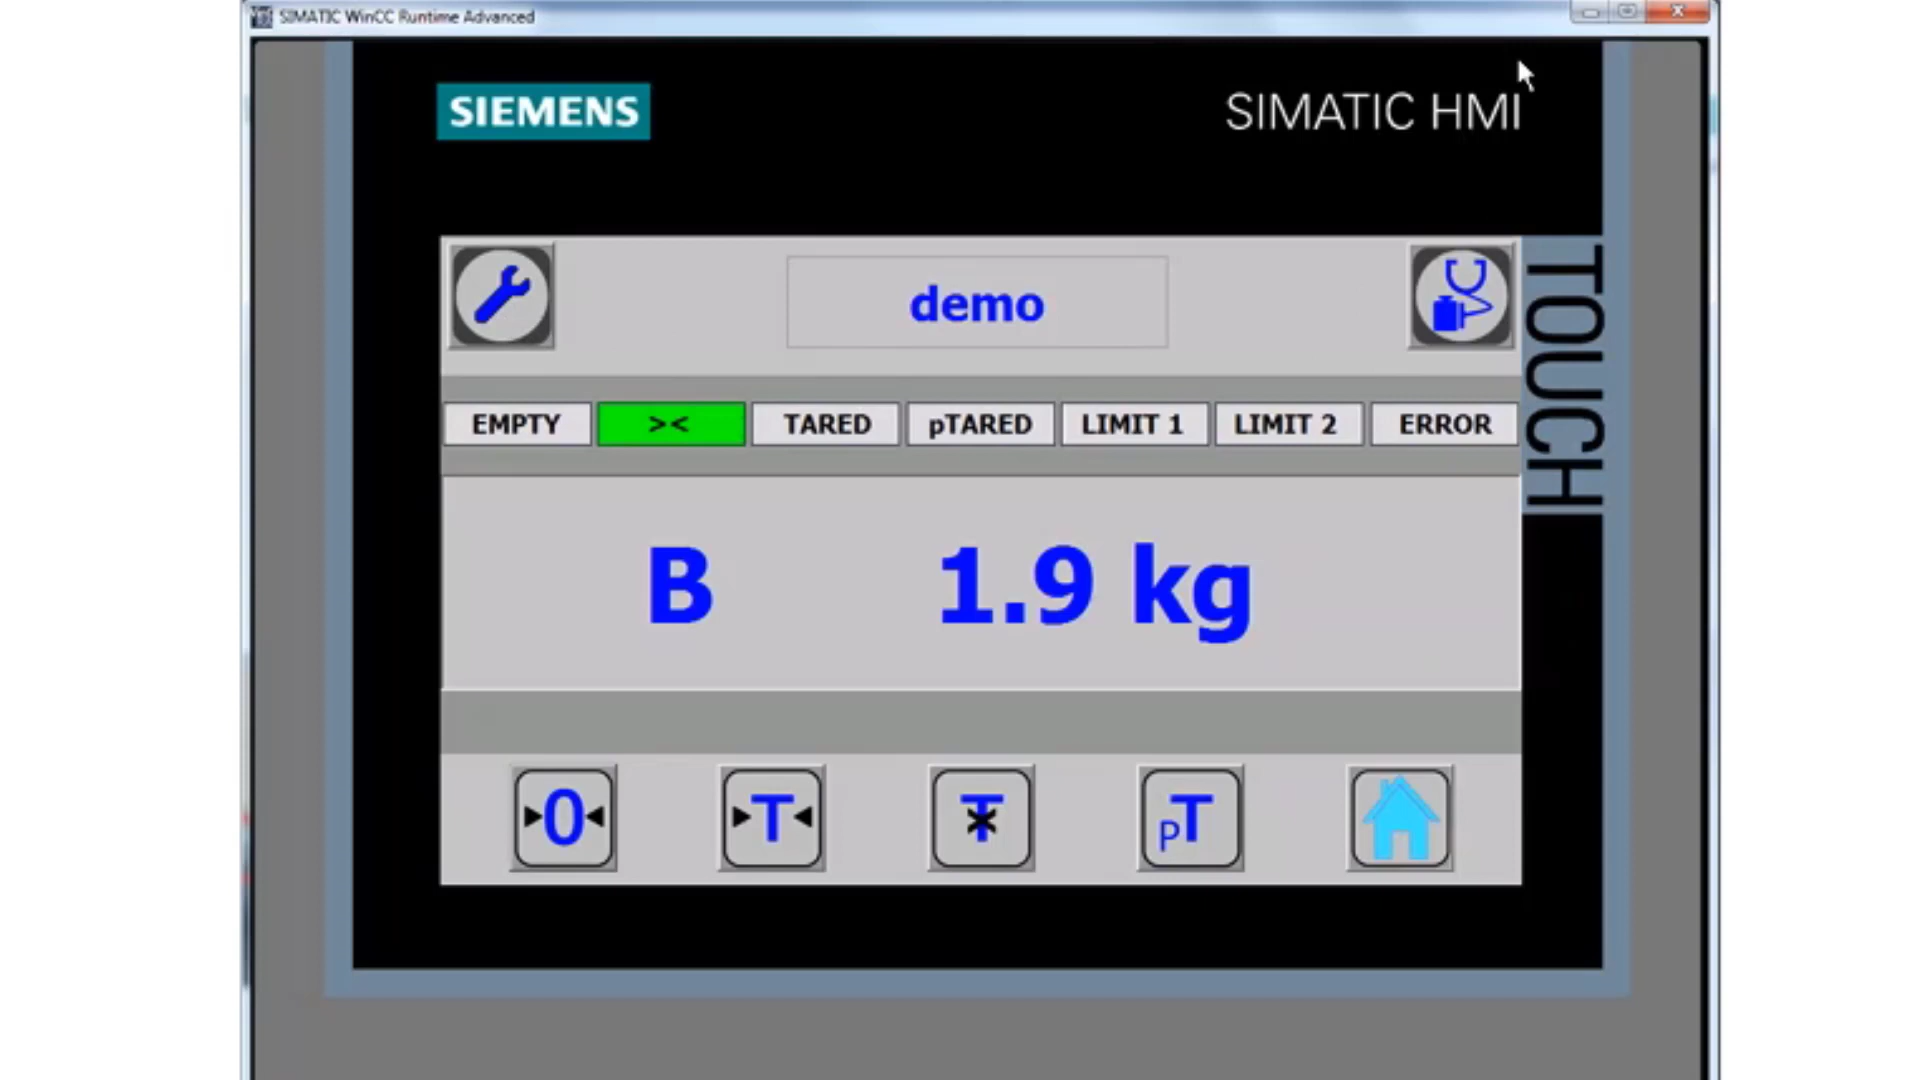 SIMATIC WinCC Runtime Advanced
SIEMENS
SIMATIC HMI
TOUCH
demo
EMPTY
><
TARED
pTARED
LIMIT 1
LIMIT 2
ERROR
B 1.9 kg
0
T
T
pT